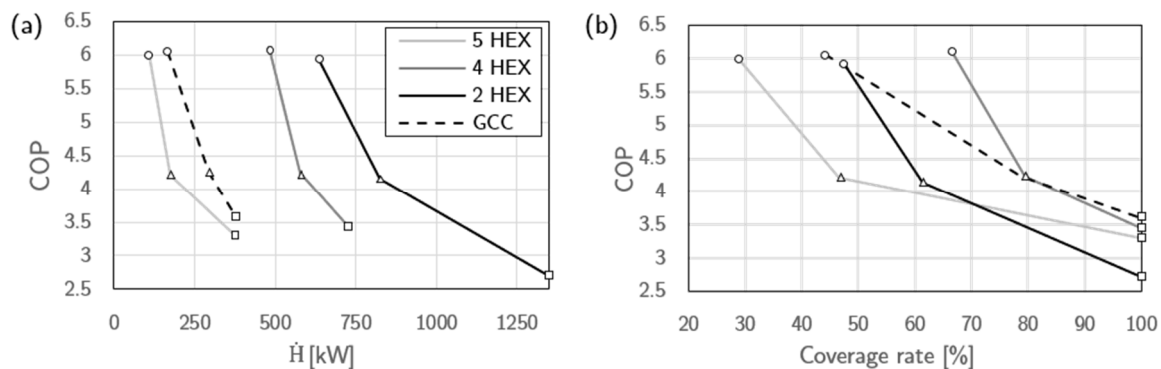 (a)
6.5
6
5.5
5
4.5
4
3.5
3
2.5
COP
0 250 500 750 1000 1250
Ḣ [kW]
5 HEX
4 HEX
2 HEX
GCC
(b)
6.5
6
5.5
5
4.5
4
3.5
3
2.5
COP
20 30 40 50 60 70 80 90 100
Coverage rate [%]